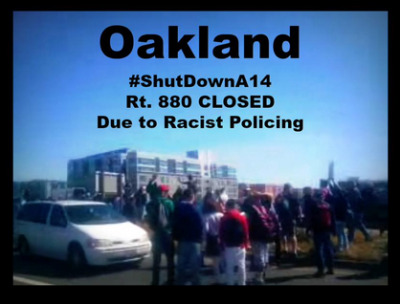 Oakland
#ShutDownA14
Rt. 880 CLOSED
Due to Racist Policing